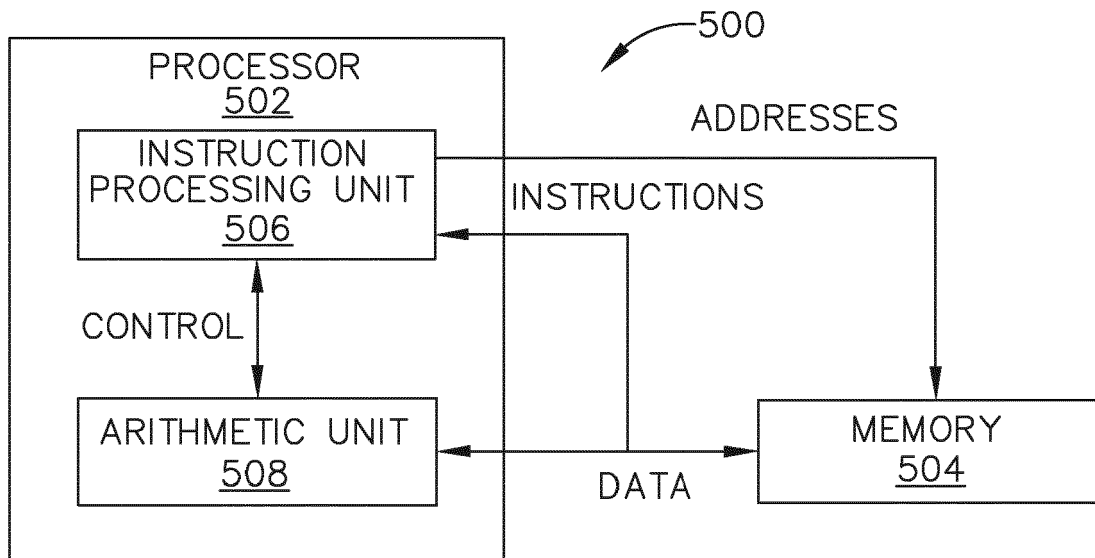 500
PROCESSOR
502
ADDRESSES
INSTRUCTION
PROCESSING UNIT
506
INSTRUCTIONS
CONTROL
ARITHMETIC UNIT
508
DATA
MEMORY
504